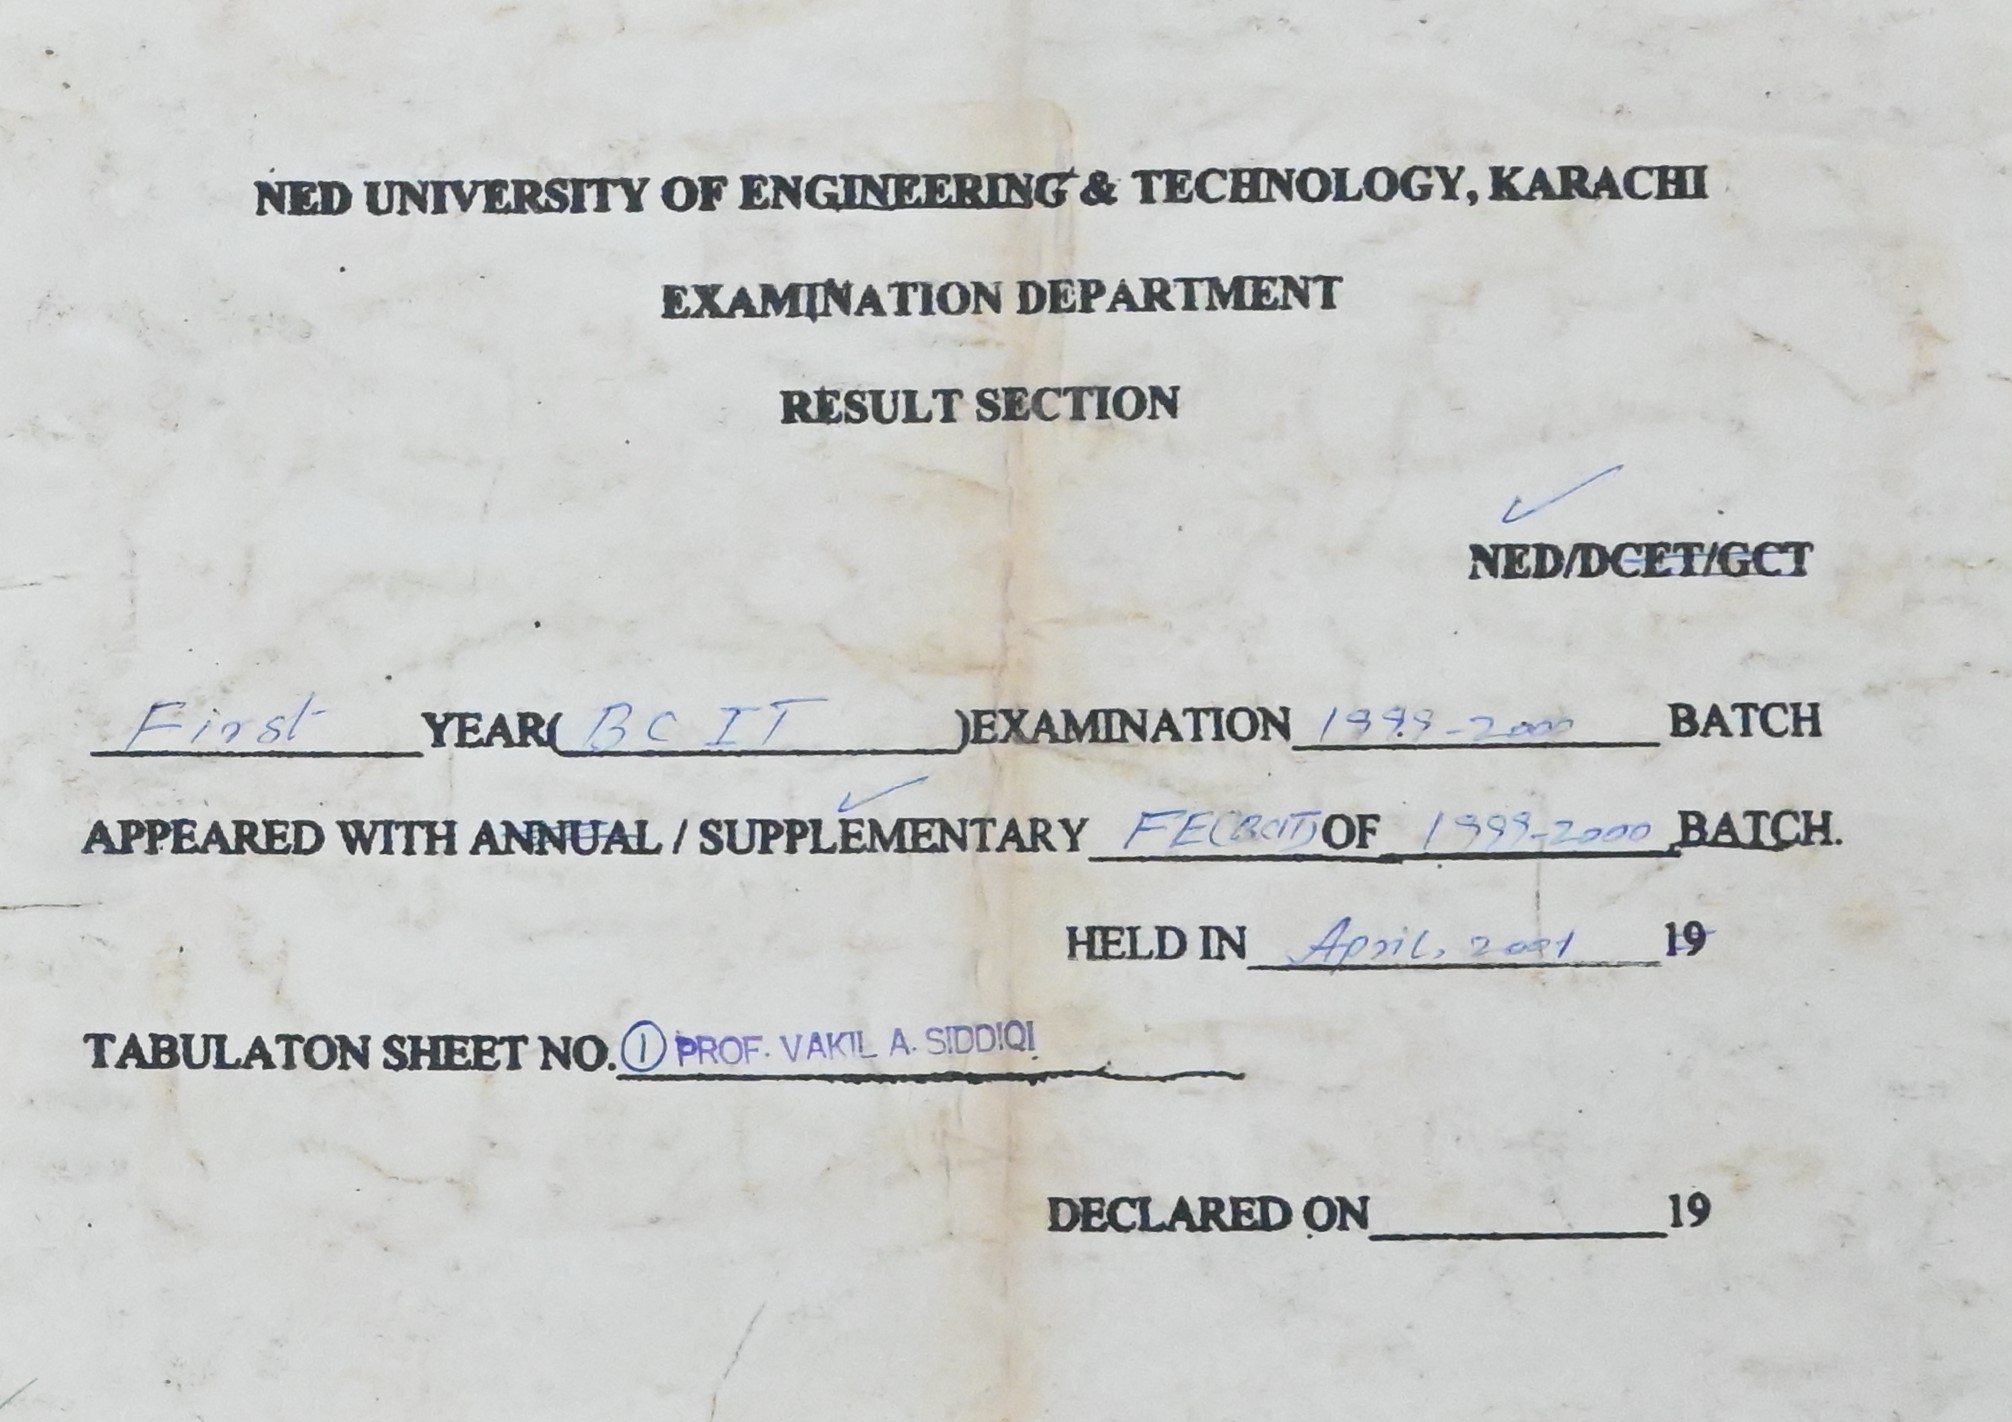 NED UNIVERSITY OF ENGINEERING & TECHNOLOGY, KARACHI
EXAMINATION DEPARTMENT
RESULT SECTION
NED/DCET/GCT
First YEAR( BCIT )EXAMINATION 1999-2000 BATCH
APPEARED WITH ANNUAL / SUPPLEMENTARY FE(BCIT) OF 1999-2000 BATCH.
HELD IN April, 2001 19
TABULATON SHEET NO. 1 PROF. VAKIL A. SIDDIQI
DECLARED ON 19